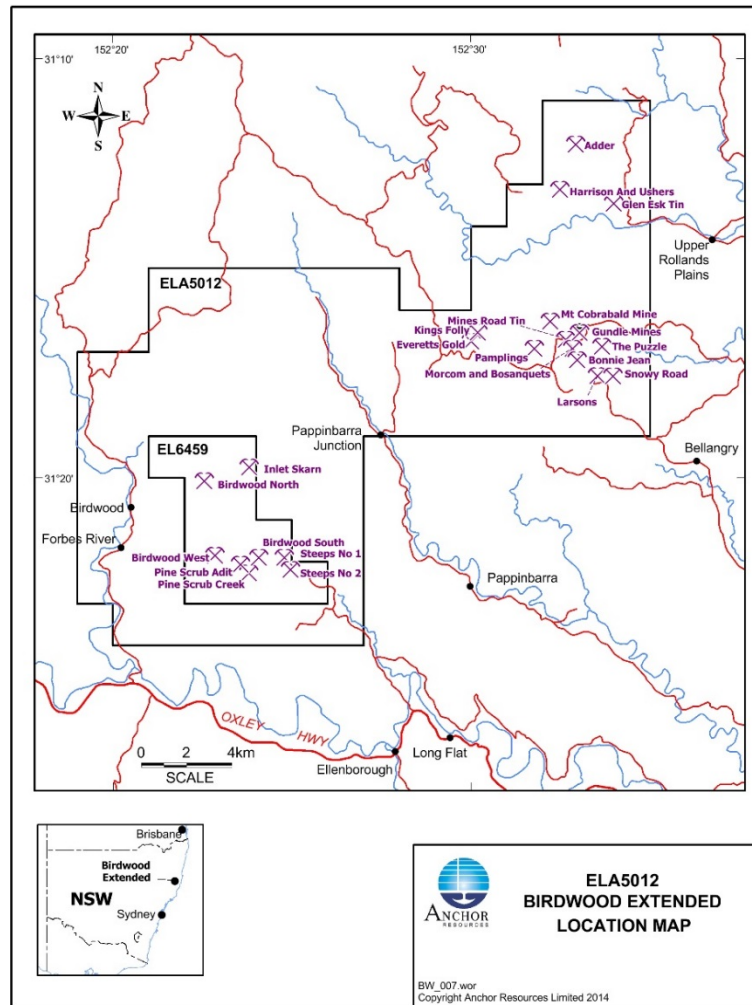 152°20'
152°30'
31°10'
N
W E
S
Adder
Harrison And Ushers
Glen Esk Tin
Upper
Rollands
Plains
ELA5012
Mt Cobrabald Mine
Mines Road Tin
Kings Folly
Gundle Mines
Everetts Gold
The Puzzle
Pamplings
Bonnie Jean
Morcom and Bosanquets
Snowy Road
Larsons
Pappinbarra
Junction
EL6459
Bellangry
Inlet Skarn
31°20'
Birdwood North
Birdwood
Forbes River
Birdwood South
Birdwood West
Steeps No 1
Pine Scrub Adit
Steeps No 2
Pine Scrub Creek
Pappinbarra
OXLEY HWY
0 2 4km
SCALE
Long Flat
Ellenborough
Brisbane
Birdwood
Extended
NSW
Sydney
ANCHOR
RESOURCES
ELA5012
BIRDWOOD EXTENDED
LOCATION MAP
BW_007.wor
Copyright Anchor Resources Limited 2014